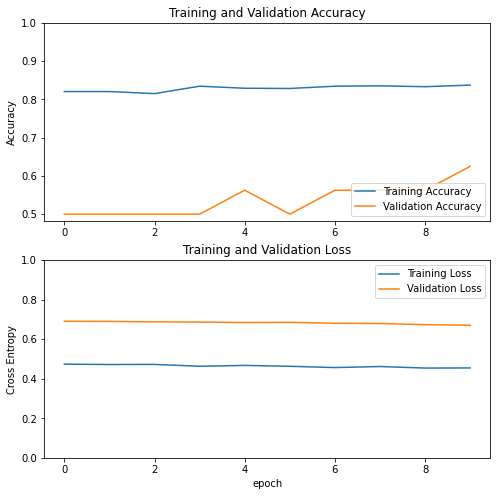 Training and Validation Accuracy
1.0
0.9
0.8
0.7
0.6
0.5
Accuracy
Training Accuracy
Validation Accuracy
0 2 4 6 8
Training and Validation Loss
1.0
0.8
0.6
0.4
0.2
0.0
Cross Entropy
Training Loss
Validation Loss
0 2 4 6 8
epoch